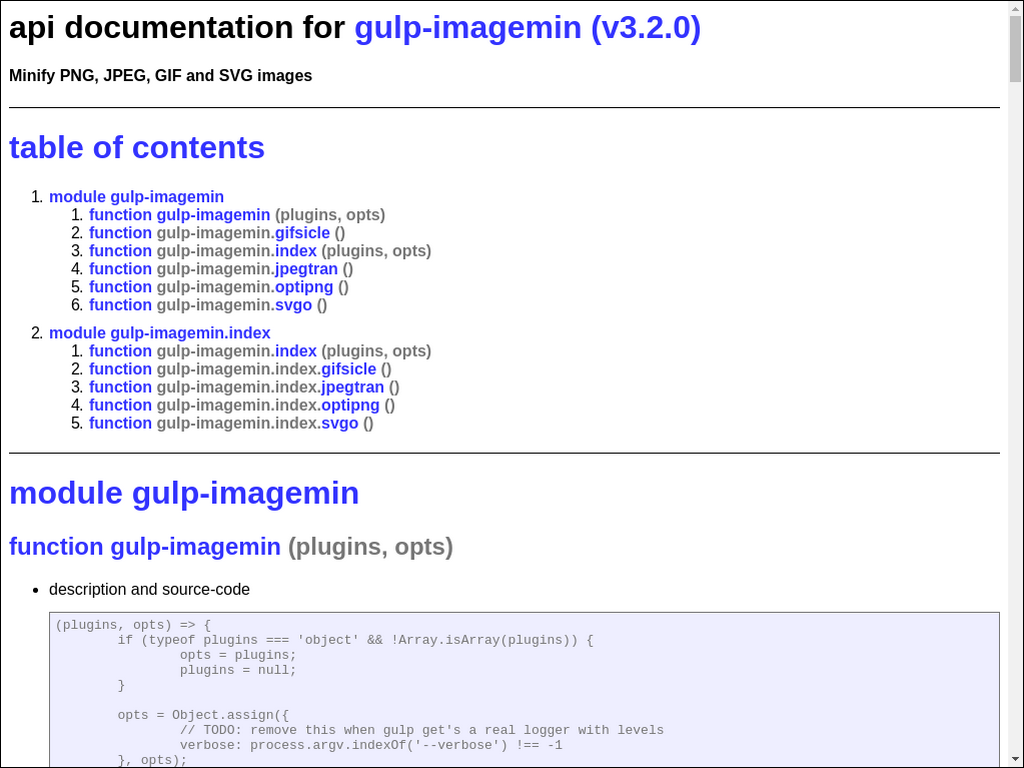 api documentation for gulp-imagemin (v3.2.0)
Minify PNG, JPEG, GIF and SVG images
table of contents
1. module gulp-imagemin
1. function gulp-imagemin (plugins, opts)
2. function gulp-imagemin.gifsicle ()
3. function gulp-imagemin.index (plugins, opts)
4. function gulp-imagemin.jpegtran ()
5. function gulp-imagemin.optipng ()
6. function gulp-imagemin.svgo ()
2. module gulp-imagemin.index
1. function gulp-imagemin.index (plugins, opts)
2. function gulp-imagemin.index.gifsicle ()
3. function gulp-imagemin.index.jpegtran ()
4. function gulp-imagemin.index.optipng ()
5. function gulp-imagemin.index.svgo ()
module gulp-imagemin
function gulp-imagemin (plugins, opts)
• description and source-code
(plugins, opts) => {
if (typeof plugins === 'object' && !Array.isArray(plugins)) {
opts = plugins;
plugins = null;
}
opts = Object.assign({
// TODO: remove this when gulp get's a real logger with levels
verbose: process.argv.indexOf('--verbose') !== -1
}, opts);